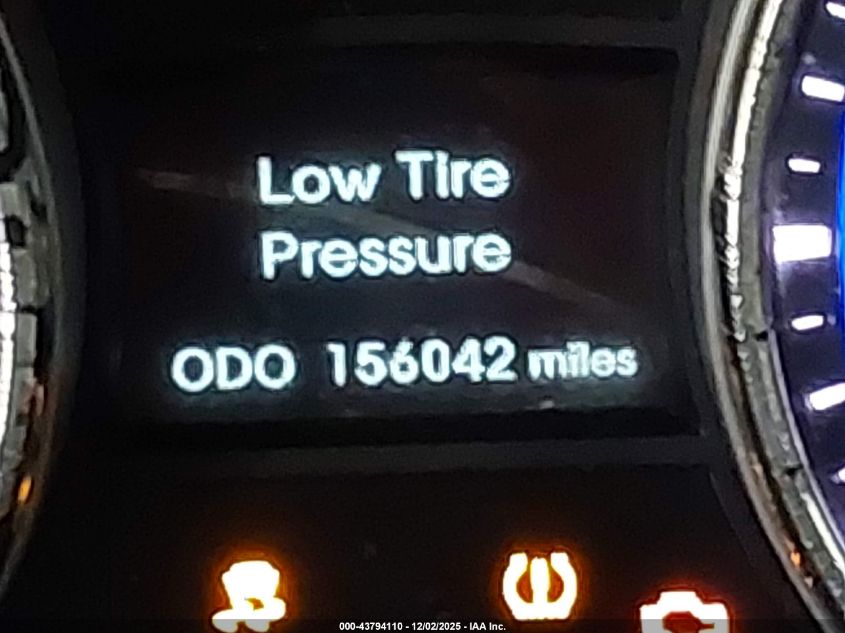 Low Tire
Pressure
ODO 156042 miles
000-43794110 - 12/02/2025 - IAA Inc.